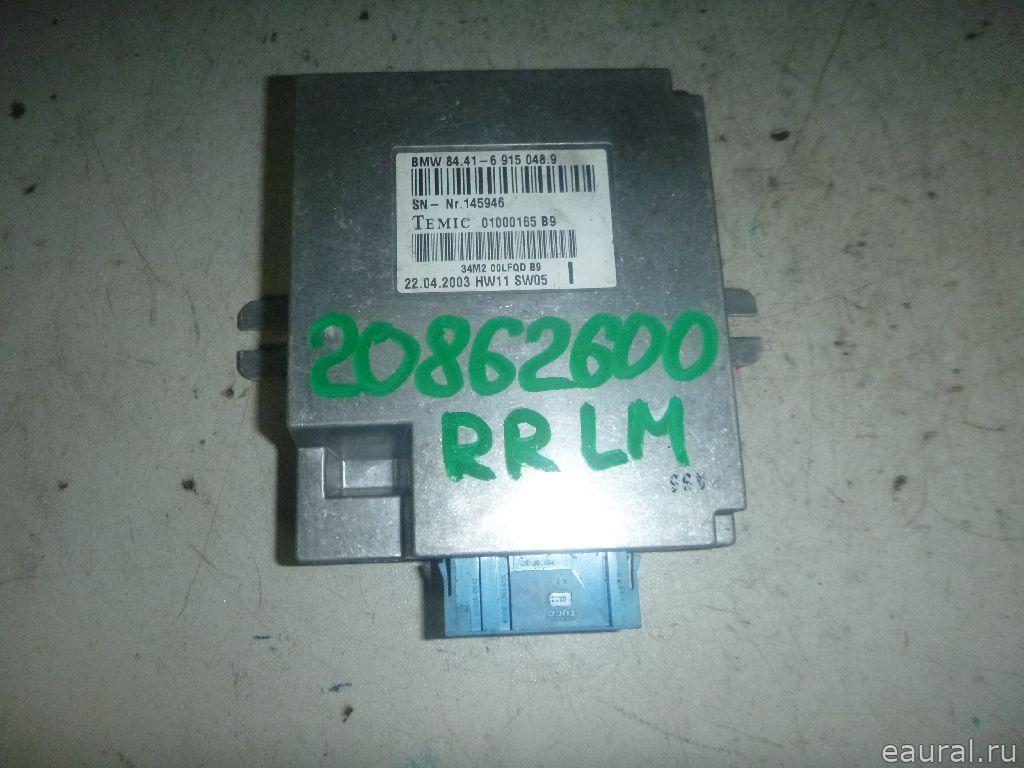 BMW 84.41-6 915 048.9
SN- Nr.145946
TEMIC 01000165 B9
34M2 00LFQD B9
22.04.2003 HW11 SW05 I
20862600
RR LM
tyco
eaural.ru